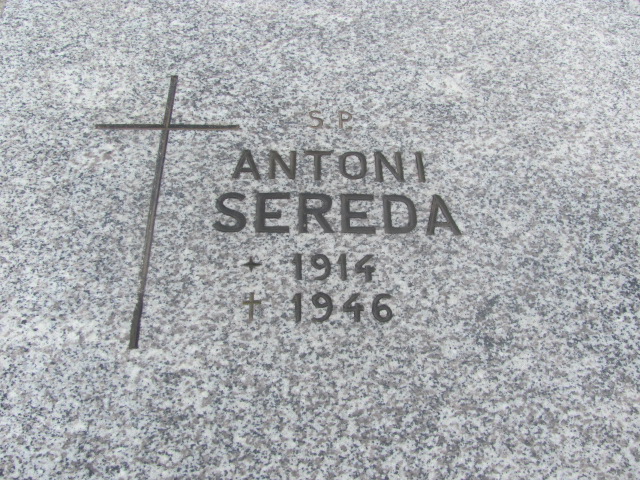 S.P.
ANTONI
SEREDA
1914
† 1946